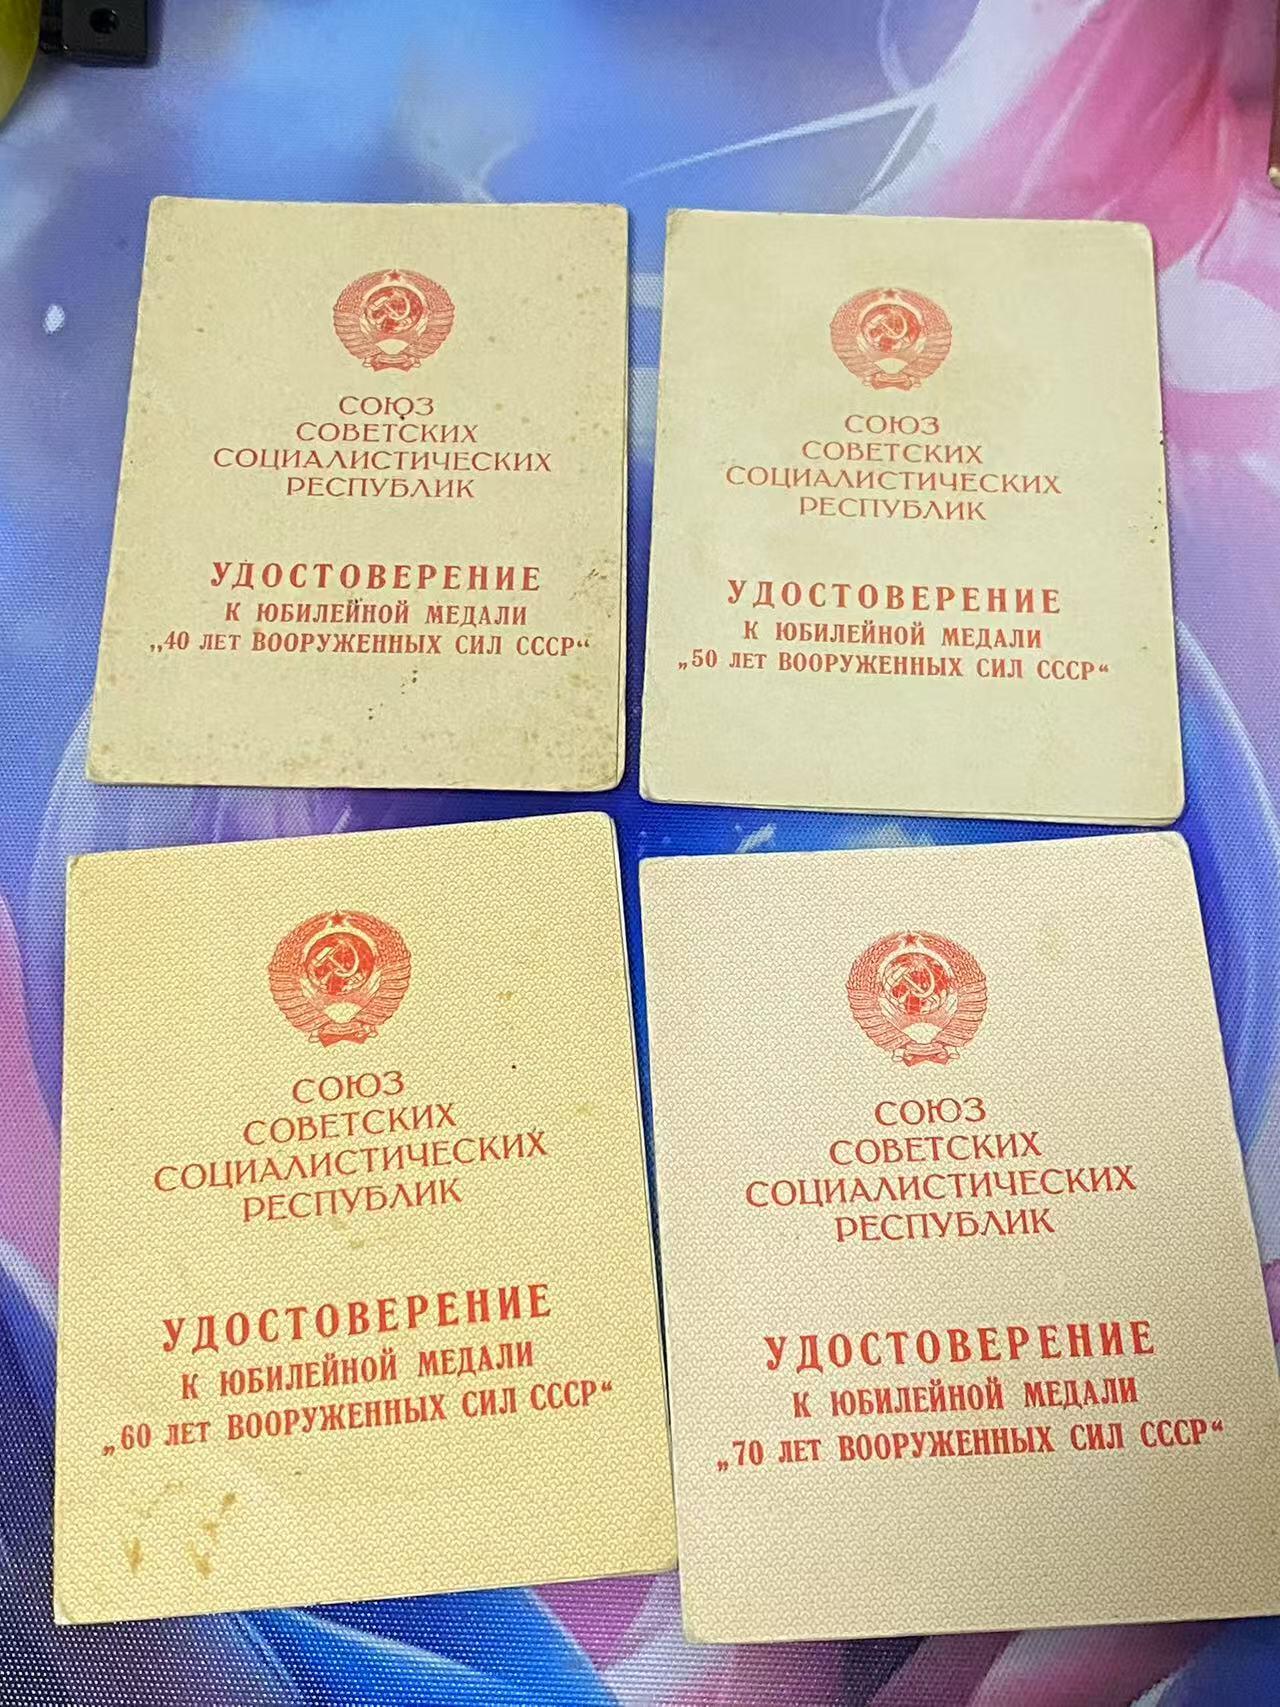 СОЮЗ
СОВЕТСКИХ
СОЦИАЛИСТИЧЕСКИХ
РЕСПУБЛИК
УДОСТОВЕРЕНИЕ
К ЮБИЛЕЙНОЙ МЕДАЛИ
„40 ЛЕТ ВООРУЖЕННЫХ СИЛ СССР“
СОЮЗ
СОВЕТСКИХ
СОЦИАЛИСТИЧЕСКИХ
РЕСПУБЛИК
УДОСТОВЕРЕНИЕ
К ЮБИЛЕЙНОЙ МЕДАЛИ
„50 ЛЕТ ВООРУЖЕННЫХ СИЛ СССР“
СОЮЗ
СОВЕТСКИХ
СОЦИАЛИСТИЧЕСКИХ
РЕСПУБЛИК
УДОСТОВЕРЕНИЕ
К ЮБИЛЕЙНОЙ МЕДАЛИ
„60 ЛЕТ ВООРУЖЕННЫХ СИЛ СССР“
СОЮЗ
СОВЕТСКИХ
СОЦИАЛИСТИЧЕСКИХ
РЕСПУБЛИК
УДОСТОВЕРЕНИЕ
К ЮБИЛЕЙНОЙ МЕДАЛИ
„70 ЛЕТ ВООРУЖЕННЫХ СИЛ СССР“